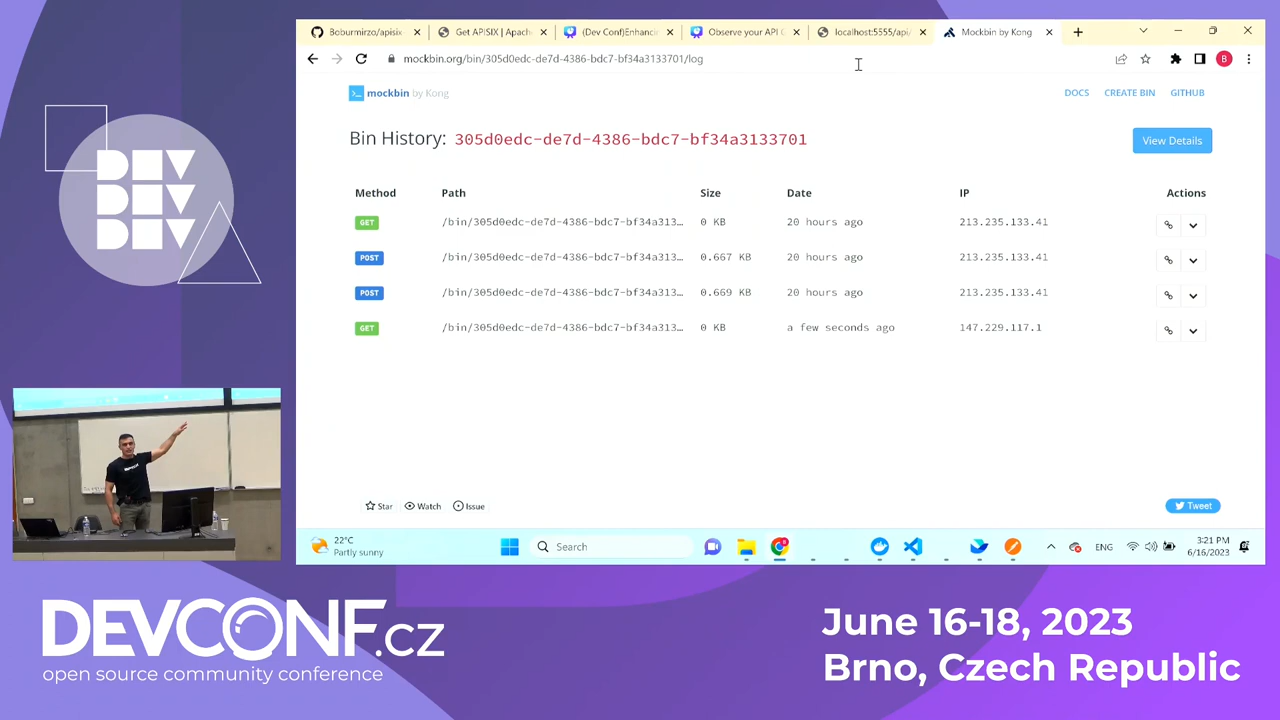 Boburmirzo/apisix
Get APISIX | Apach
(Dev Conf)Enhancin
Observe your API
localhost:5555/api/
Mockbin by Kong
mockbin.org/bin/305d0edc-de7d-4386-bdc7-bf34a3133701/log
B
mockbin by Kong
DOCS
CREATE BIN
GITHUB
Bin History: 305d0edc-de7d-4386-bdc7-bf34a3133701
View Details
Method Path Size Date IP Actions
GET /bin/305d0edc-de7d-4386-bdc7-bf34a313… 0 KB 20 hours ago 213.235.133.41
POST /bin/305d0edc-de7d-4386-bdc7-bf34a313… 0.667 KB 20 hours ago 213.235.133.41
POST /bin/305d0edc-de7d-4386-bdc7-bf34a313… 0.669 KB 20 hours ago 213.235.133.41
GET /bin/305d0edc-de7d-4386-bdc7-bf34a313… 0 KB a few seconds ago 147.229.117.1
Star
Watch
Issue
Tweet
22°C
Partly sunny
Search
ENG
3:21 PM
6/16/2023
DEV
DEV
DEV
DEVCONF.cz
open source community conference
June 16-18, 2023
Brno, Czech Republic